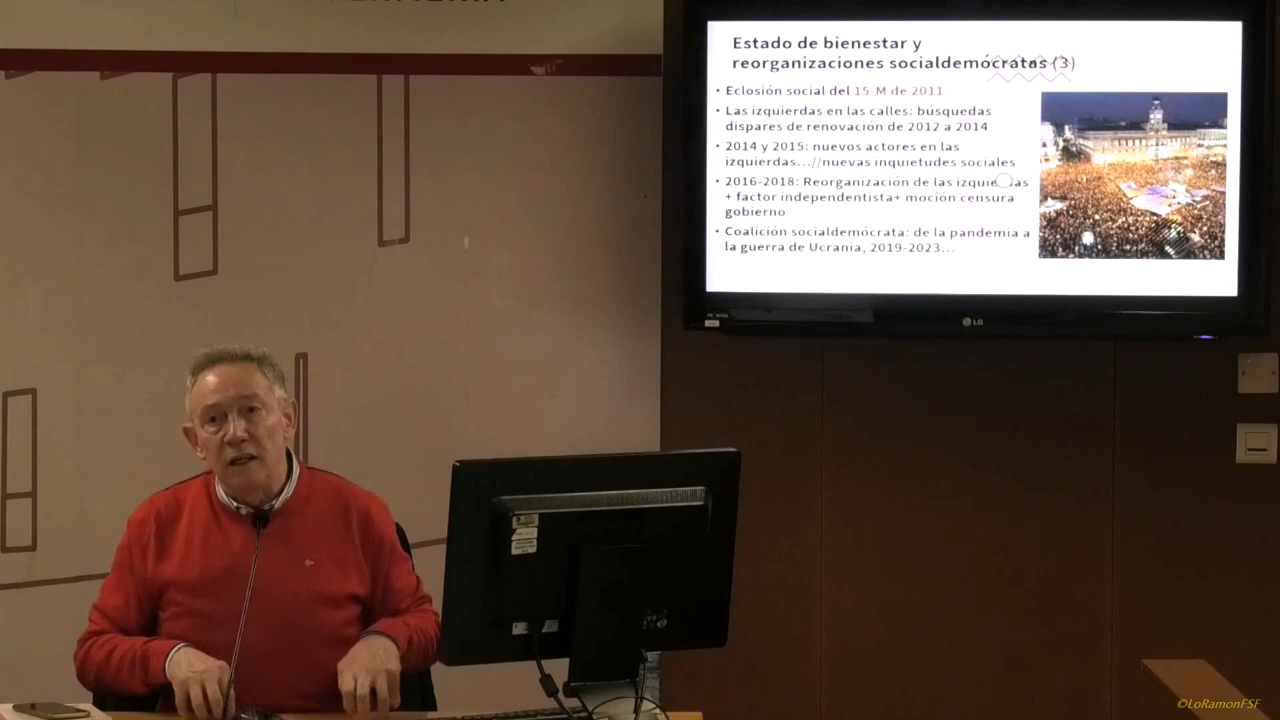 Estado de bienestar y
reorganizaciones socialdemócratas (3)
• Eclosión social del 15-M de 2011
• Las izquierdas en las calles: búsquedas
dispares de renovación de 2012 a 2014
• 2014 y 2015: nuevos actores en las
izquierdas...//nuevas inquietudes sociales
• 2016-2018: Reorganización de las izquierdas
+ factor independentista+ moción censura
gobierno
• Coalición socialdemócrata: de la pandemia a
la guerra de Ucrania, 2019-2023...
LG
©LoRamonFSF